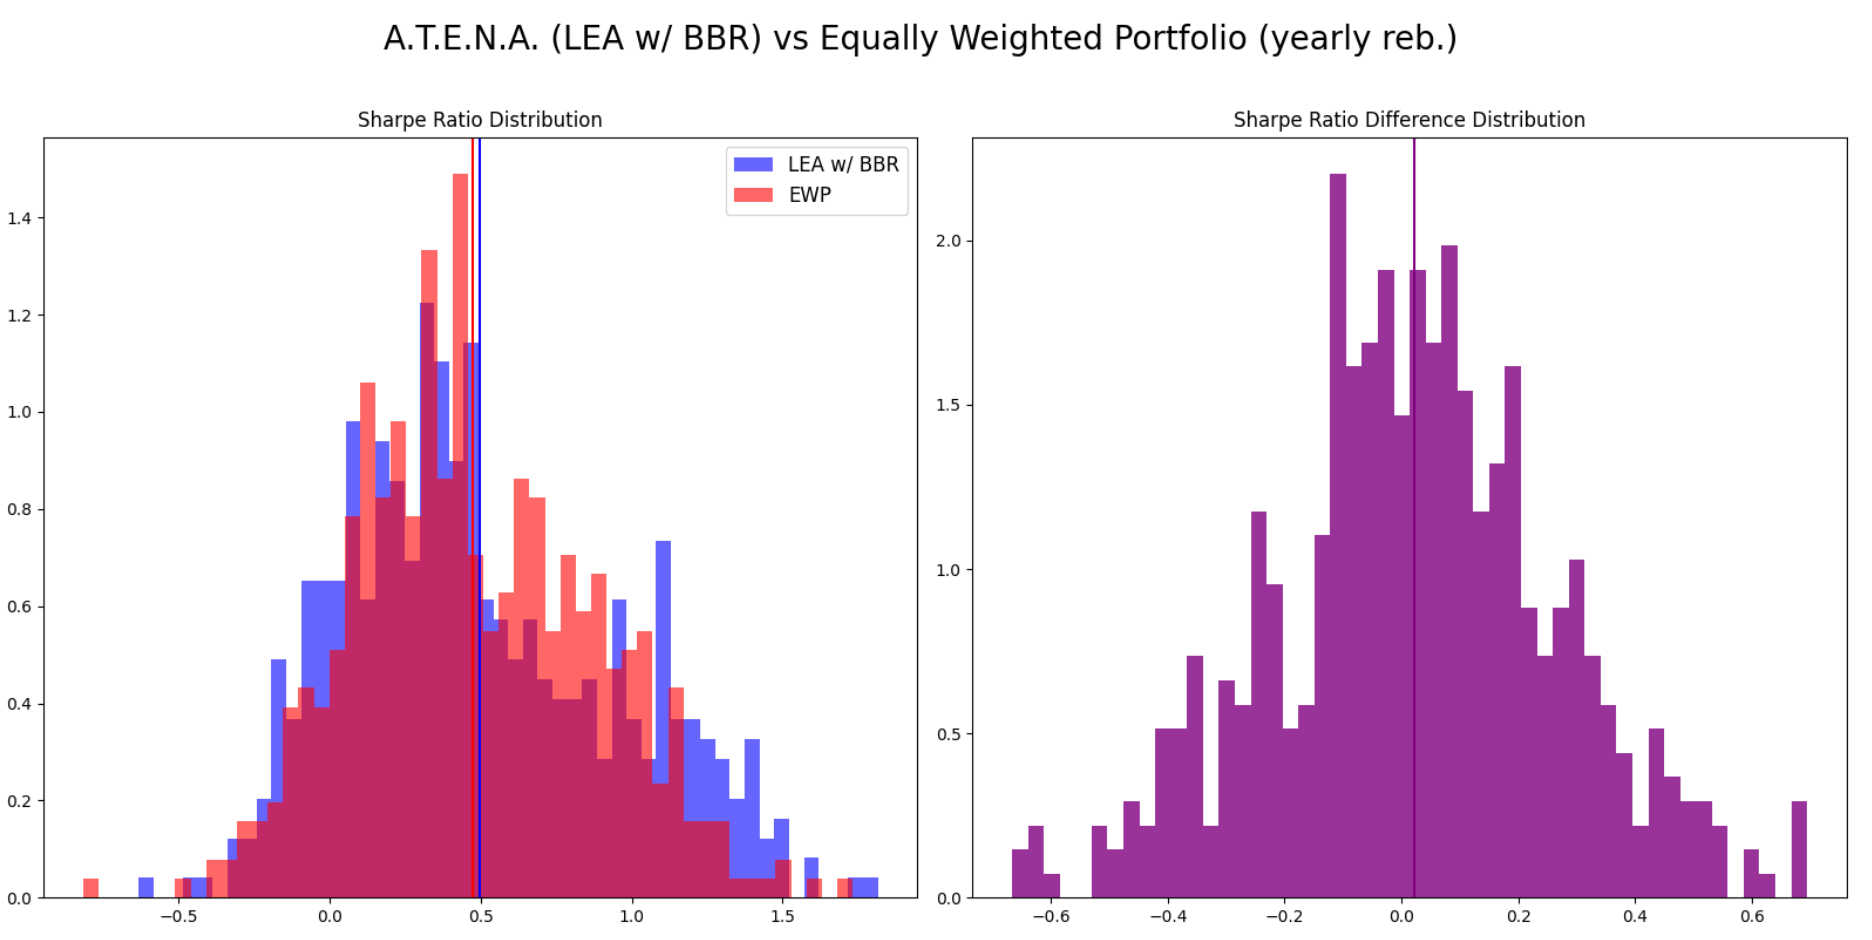 A.T.E.N.A. (LEA w/ BBR) vs Equally Weighted Portfolio (yearly reb.)
Sharpe Ratio Distribution
LEA w/ BBR
EWP
1.4
1.2
1.0
0.8
0.6
0.4
0.2
0.0
−0.5 0.0 0.5 1.0 1.5
Sharpe Ratio Difference Distribution
2.0
1.5
1.0
0.5
0.0
−0.6 −0.4 −0.2 0.0 0.2 0.4 0.6